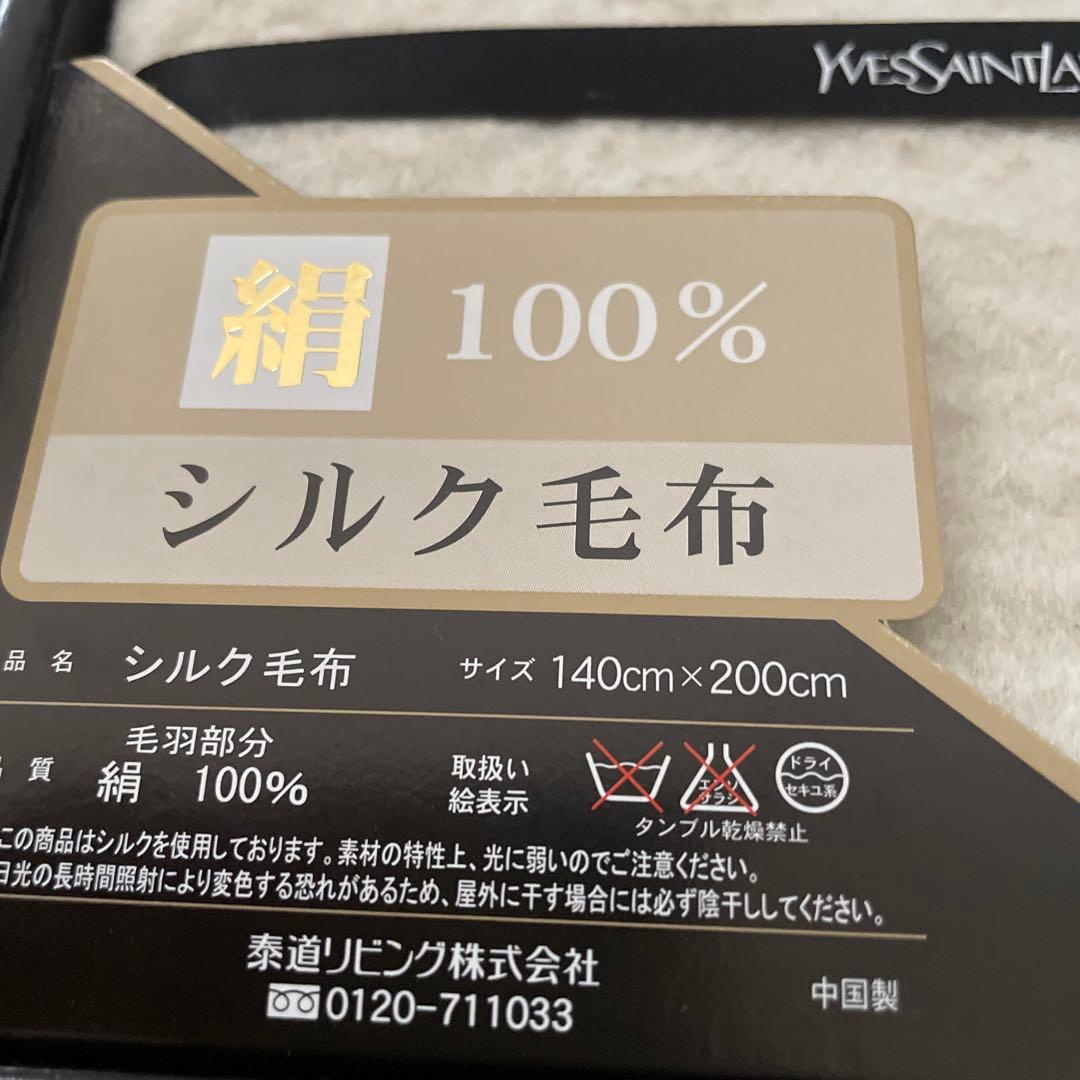 YVESSAINTLA
絹 100%
シルク毛布
品名 シルク毛布 サイズ 140cm×200cm
毛羽部分
品質 絹 100%
取扱い
絵表示
エンソ
サラシ
ドライ
セキユ系
タンブル乾燥禁止
この商品はシルクを使用しております。素材の特性上、光に弱いのでご注意ください。
日光の長時間照射により変色する恐れがあるため、屋外に干す場合には必ず陰干ししてください。
泰道リビング株式会社
0120-711033
中国製